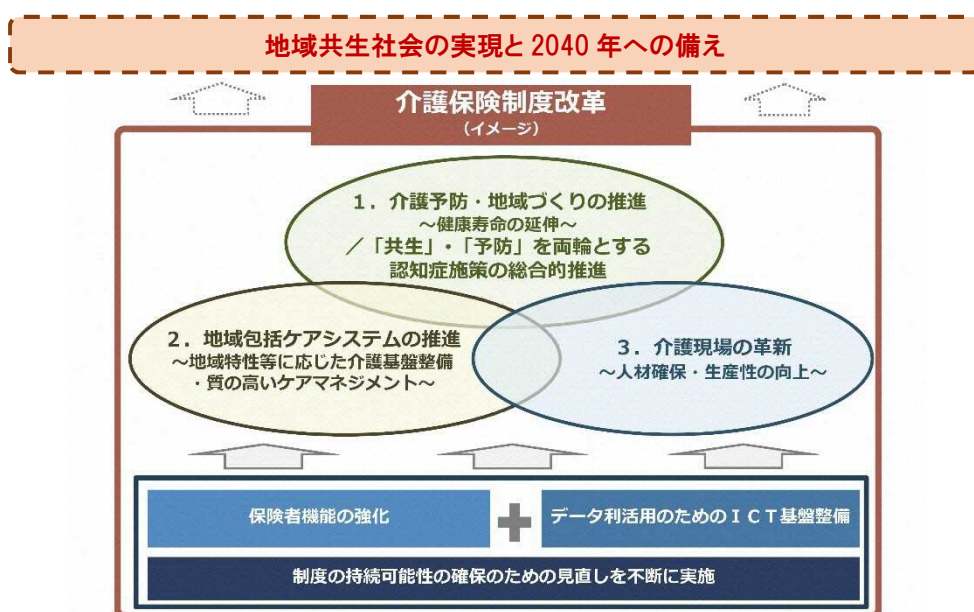 地域共生社会の実現と2040年への備え
介護保険制度改革
（イメージ）
１．介護予防・地域づくりの推進
～健康寿命の延伸～
／「共生」・「予防」を両輪とする
認知症施策の総合的推進
２．地域包括ケアシステムの推進
～地域特性等に応じた介護基盤整備
・質の高いケアマネジメント～
３．介護現場の革新
～人材確保・生産性の向上～
保険者機能の強化
データ利活用のためのＩＣＴ基盤整備
制度の持続可能性の確保のための見直しを不断に実施